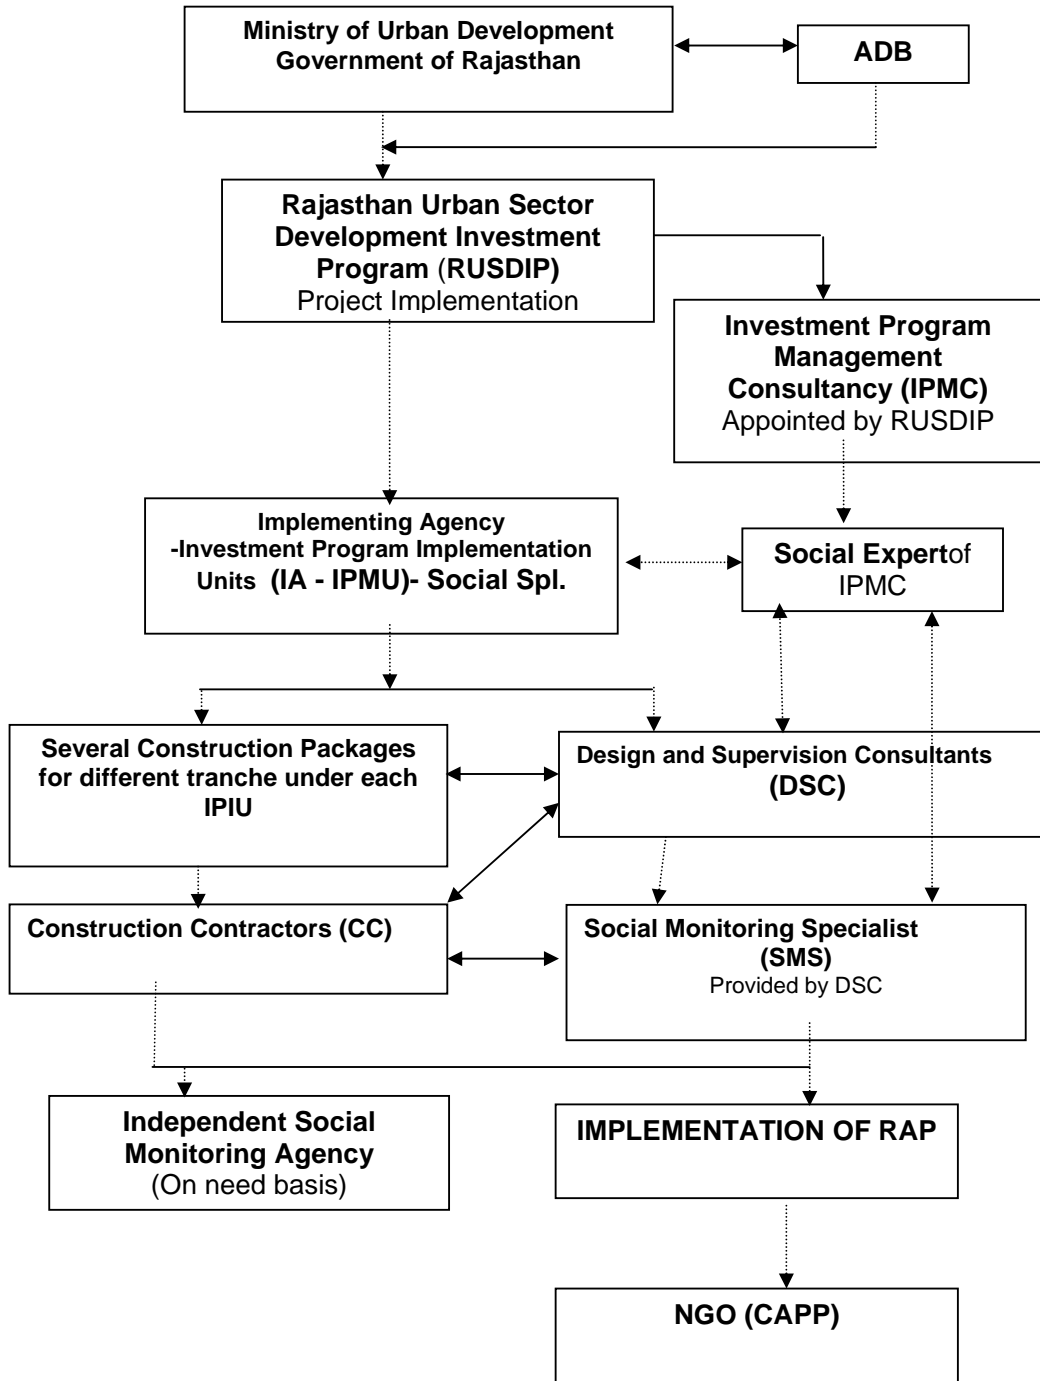 Ministry of Urban Development
Government of Rajasthan
ADB
Rajasthan Urban Sector
Development Investment
Program (RUSDIP)
Project Implementation
Investment Program
Management
Consultancy (IPMC)
Appointed by RUSDIP
Implementing Agency
-Investment Program Implementation
Units (IA - IPMU)- Social Spl.
Social Expertof
IPMC
Several Construction Packages
for different tranche under each
IPIU
Design and Supervision Consultants
(DSC)
Construction Contractors (CC)
Social Monitoring Specialist
(SMS)
Provided by DSC
Independent Social
Monitoring Agency
(On need basis)
IMPLEMENTATION OF RAP
NGO (CAPP)